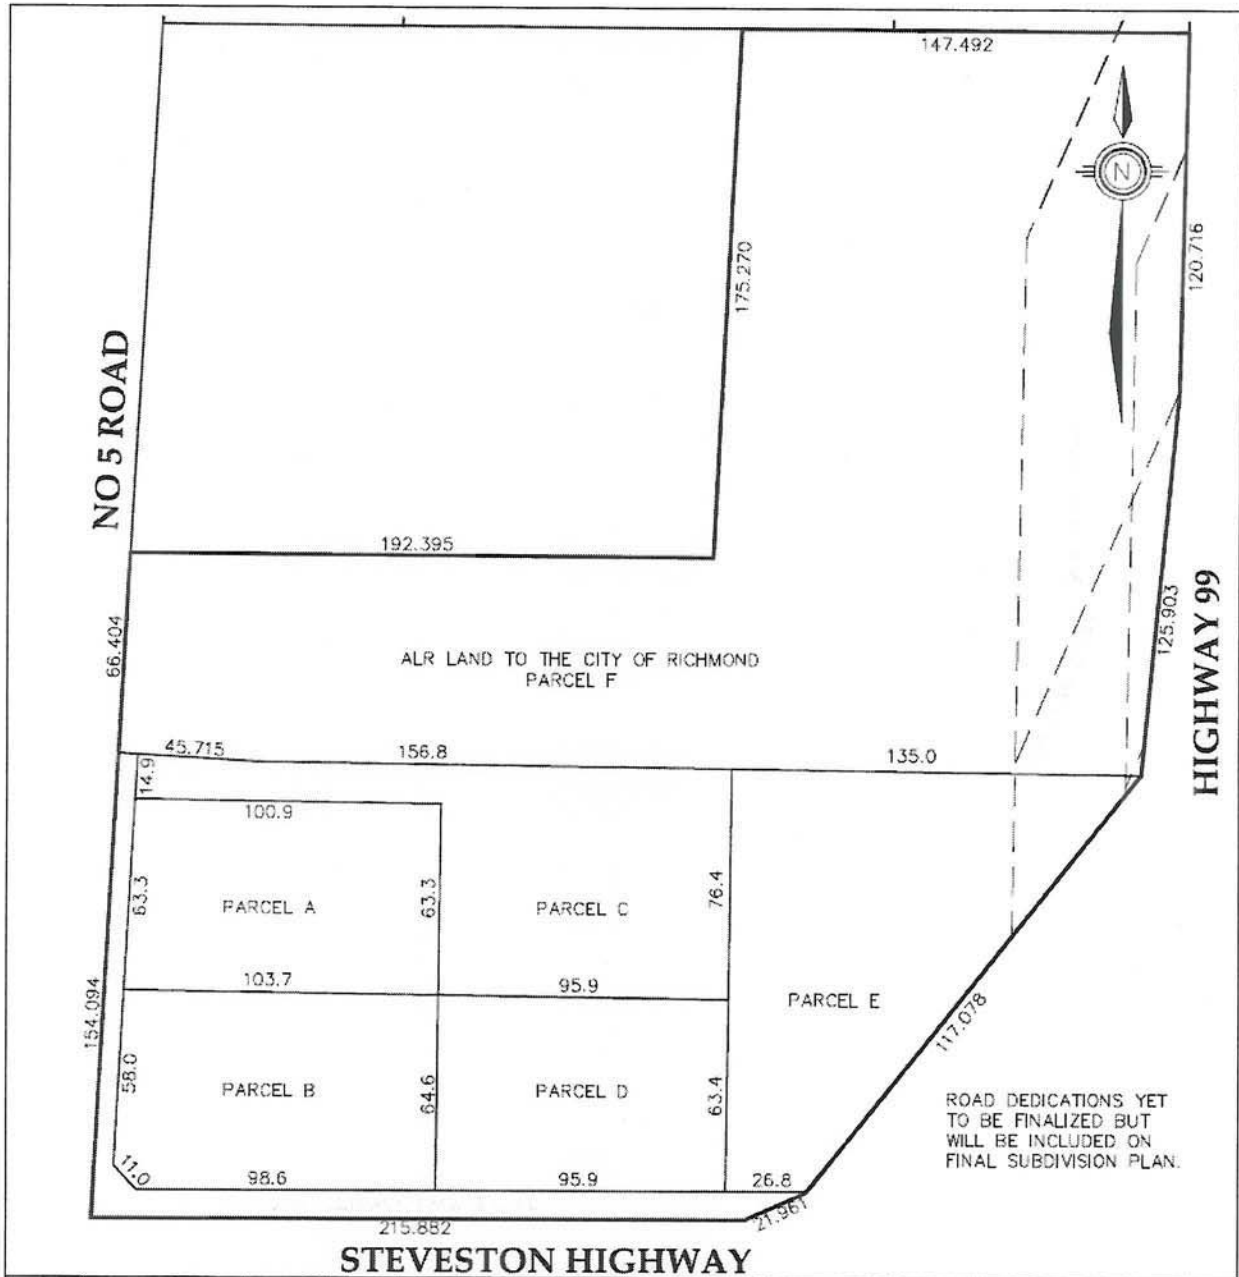 147.492
N
120.716
175.270
NO 5 ROAD
192.395
66.404
ALR LAND TO THE CITY OF RICHMOND
PARCEL F
125.903
HIGHWAY 99
45.715
156.8
135.0
14.9
100.9
63.3
PARCEL A
63.3
PARCEL C
76.4
103.7
95.9
PARCEL E
154.094
117.078
58.0
PARCEL B
64.6
PARCEL D
63.4
ROAD DEDICATIONS YET
TO BE FINALIZED BUT
WILL BE INCLUDED ON
FINAL SUBDIVISION PLAN.
11.0
98.6
95.9
26.8
21.961
215.882
STEVESTON HIGHWAY